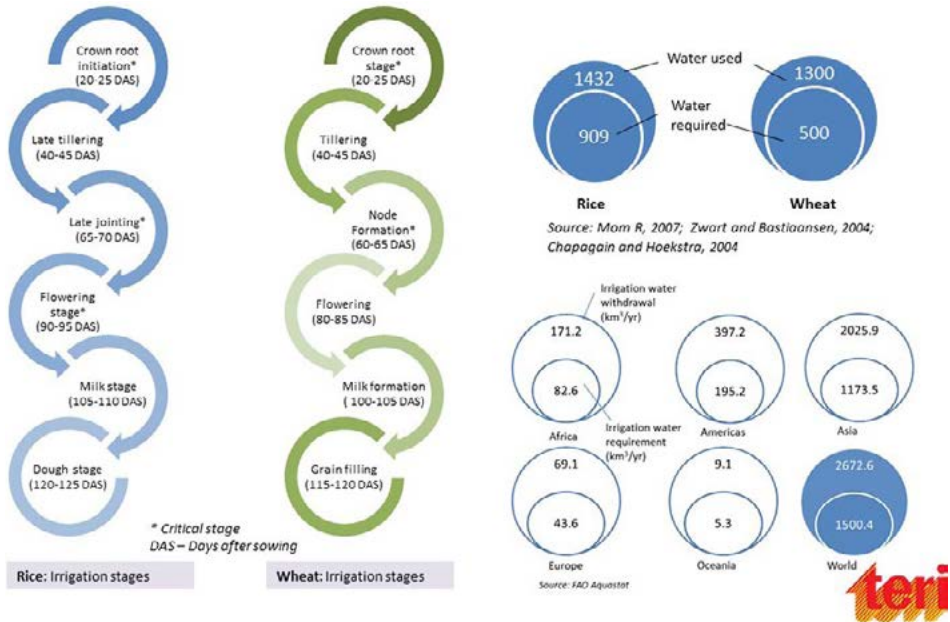 Crown root
initiation*
(20-25 DAS)
Late tillering
(40-45 DAS)
Late jointing*
(65-70 DAS)
Flowering
stage*
(90-95 DAS)
Milk stage
(105-110 DAS)
Dough stage
(120-125 DAS)
Rice: Irrigation stages
Crown root
stage*
(20-25 DAS)
Tillering
(40-45 DAS)
Node
Formation*
(60-65 DAS)
Flowering
(80-85 DAS)
Milk formation
( 100-105 DAS)
Grain filling
(115-120 DAS)
* Critical stage
DAS – Days after sowing
Wheat: Irrigation stages
Water used
1432
1300
Water
required
909
500
Rice
Wheat
Source: Mom R, 2007; Zwart and Bastiaansen, 2004;
Chapagain and Hoekstra, 2004
Irrigation water
withdrawal
(km³/yr)
171.2
397.2
2025.9
82.6
195.2
1173.5
Irrigation water
requirement
(km³/yr)
Africa
Americas
Asia
69.1
9.1
2672.6
43.6
5.3
1500.4
Europe
Oceania
World
Source: FAO Aquastat
teri